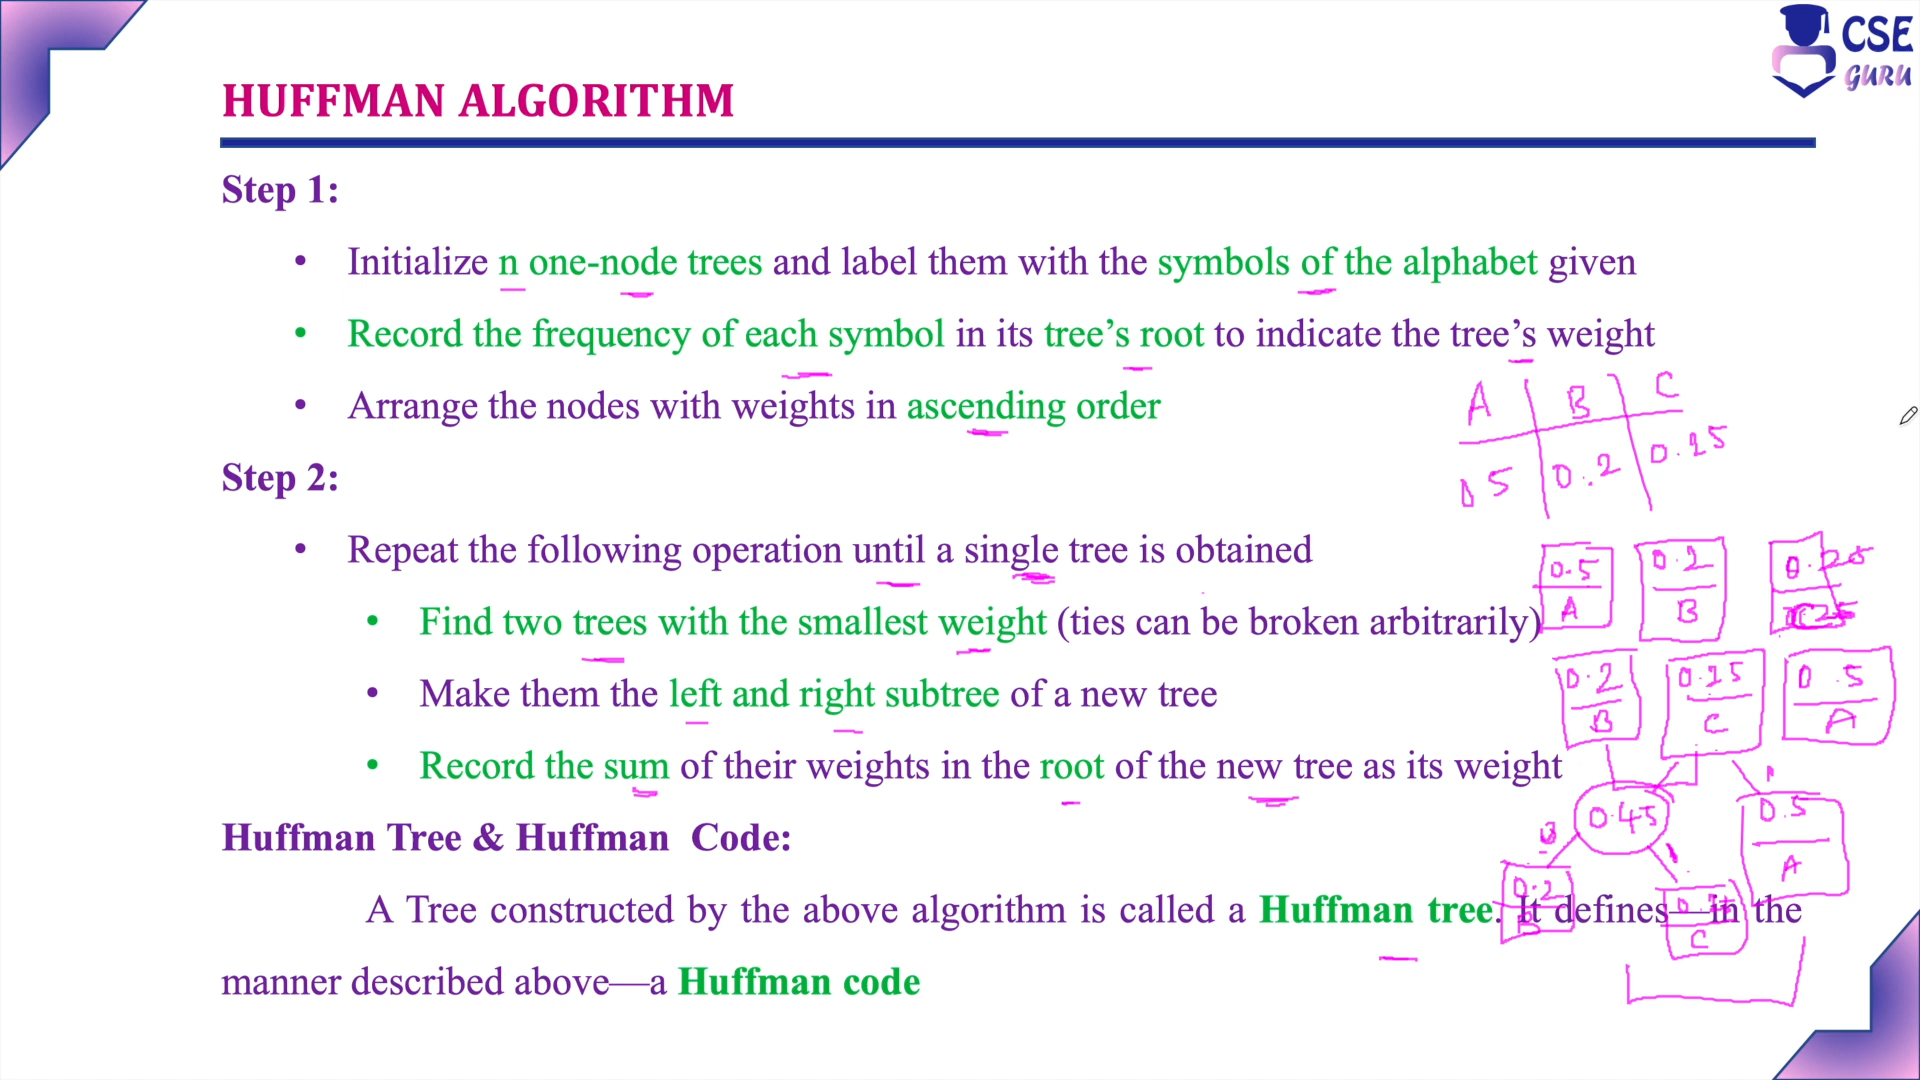 CSE
GURU
HUFFMAN ALGORITHM
Step 1:
• Initialize n one-node trees and label them with the symbols of the alphabet given
• Record the frequency of each symbol in its tree’s root to indicate the tree’s weight
• Arrange the nodes with weights in ascending order
A B C
0.2 0.25
Step 2:
• Repeat the following operation until a single tree is obtained
0.5 0.2 0.25
A B
• Find two trees with the smallest weight (ties can be broken arbitrarily)
0.2 0.25 0.5
B C A
• Make them the left and right subtree of a new tree
• Record the sum of their weights in the root of the new tree as its weight
0.45 0.5
A
Huffman Tree & Huffman Code:
0.2
B C
A Tree constructed by the above algorithm is called a Huffman tree. It defines—in the
manner described above—a Huffman code